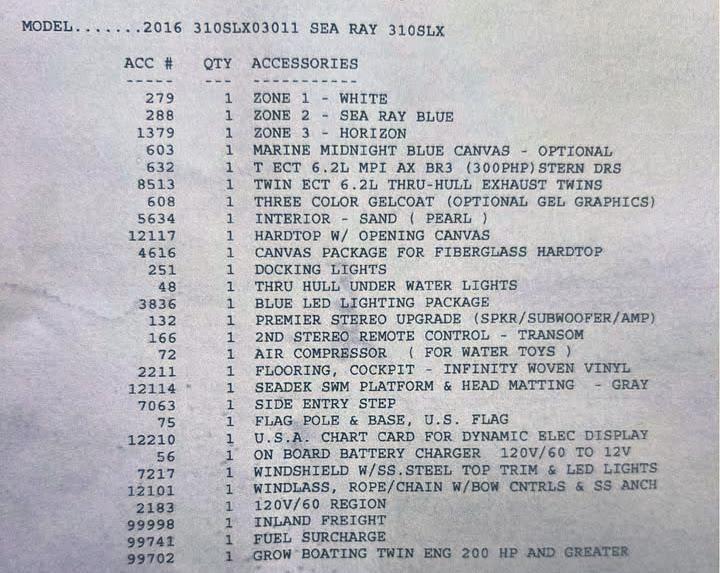 MODEL.......2016 310SLX03011 SEA RAY 310SLX
ACC # QTY ACCESSORIES
----- --- -----------
279 1 ZONE 1 - WHITE
288 1 ZONE 2 - SEA RAY BLUE
1379 1 ZONE 3 - HORIZON
603 1 MARINE MIDNIGHT BLUE CANVAS - OPTIONAL
632 1 T ECT 6.2L MPI AX BR3 (300PHP)STERN DRS
8513 1 TWIN ECT 6.2L THRU-HULL EXHAUST TWINS
608 1 THREE COLOR GELCOAT (OPTIONAL GEL GRAPHICS)
5634 1 INTERIOR - SAND ( PEARL )
12117 1 HARDTOP W/ OPENING CANVAS
4616 1 CANVAS PACKAGE FOR FIBERGLASS HARDTOP
251 1 DOCKING LIGHTS
48 1 THRU HULL UNDER WATER LIGHTS
3836 1 BLUE LED LIGHTING PACKAGE
132 1 PREMIER STEREO UPGRADE (SPKR/SUBWOOFER/AMP)
166 1 2ND STEREO REMOTE CONTROL - TRANSOM
72 1 AIR COMPRESSOR ( FOR WATER TOYS )
2211 1 FLOORING, COCKPIT - INFINITY WOVEN VINYL
12114 1 SEADEK SWM PLATFORM & HEAD MATTING - GRAY
7063 1 SIDE ENTRY STEP
75 1 FLAG POLE & BASE, U.S. FLAG
12210 1 U.S.A. CHART CARD FOR DYNAMIC ELEC DISPLAY
56 1 ON BOARD BATTERY CHARGER 120V/60 TO 12V
7217 1 WINDSHIELD W/SS.STEEL TOP TRIM & LED LIGHTS
12101 1 WINDLASS, ROPE/CHAIN W/BOW CNTRLS & SS ANCH
2183 1 120V/60 REGION
99998 1 INLAND FREIGHT
99741 1 FUEL SURCHARGE
99702 1 GROW BOATING TWIN ENG 200 HP AND GREATER